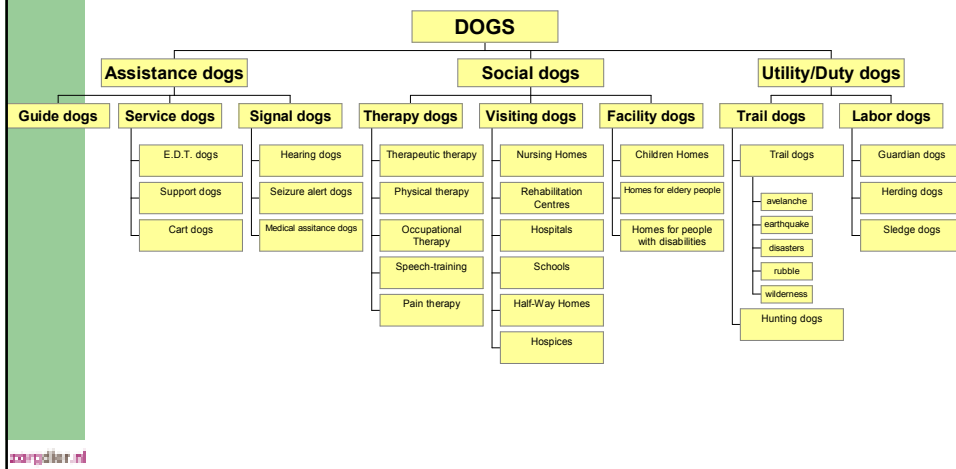 DOGS
Assistance dogs
Social dogs
Utility/Duty dogs
Guide dogs
Service dogs
Signal dogs
Therapy dogs
Visiting dogs
Facility dogs
Trail dogs
Labor dogs
E.D.T. dogs
Support dogs
Cart dogs
Hearing dogs
Seizure alert dogs
Medical assitance dogs
Therapeutic therapy
Physical therapy
Occupational
Therapy
Speech-training
Pain therapy
Nursing Homes
Rehabilitation
Centres
Hospitals
Schools
Half-Way Homes
Hospices
Children Homes
Homes for eldery people
Homes for people
with disabilities
Trail dogs
avelanche
earthquake
disasters
rubble
wilderness
Hunting dogs
Guardian dogs
Herding dogs
Sledge dogs
zorgdier.nl